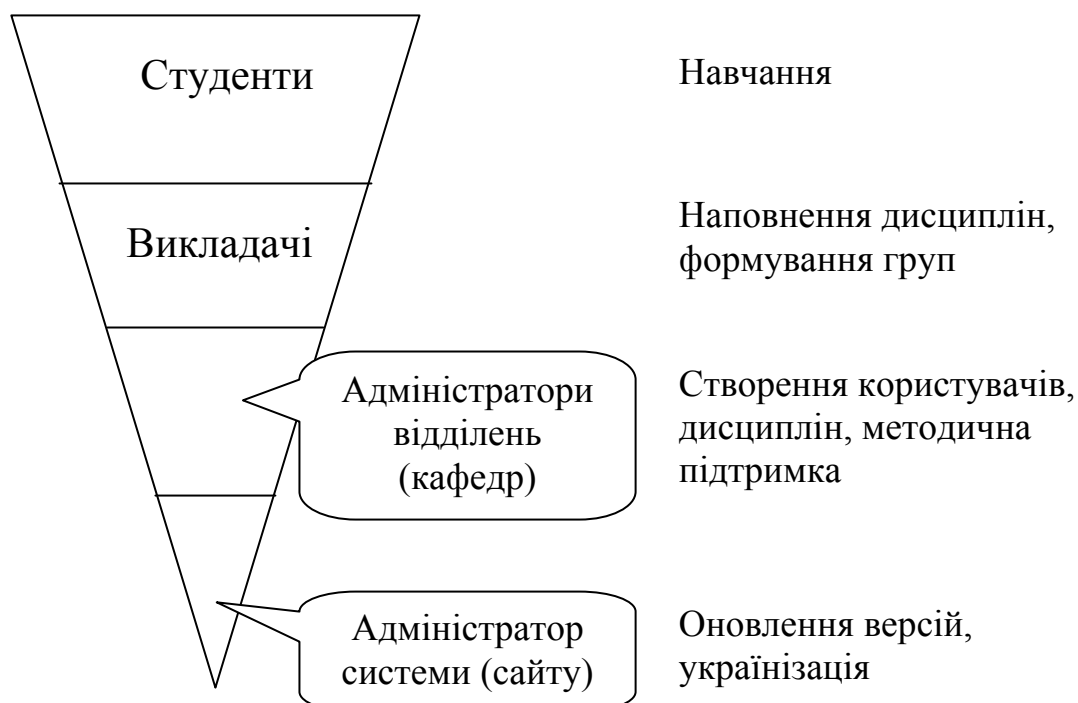 Студенти
Навчання
Викладачі
Наповнення дисциплін,
формування груп
Адміністратори
відділень
(кафедр)
Створення користувачів,
дисциплін, методична
підтримка
Адміністратор
системи (сайту)
Оновлення версій,
українізація